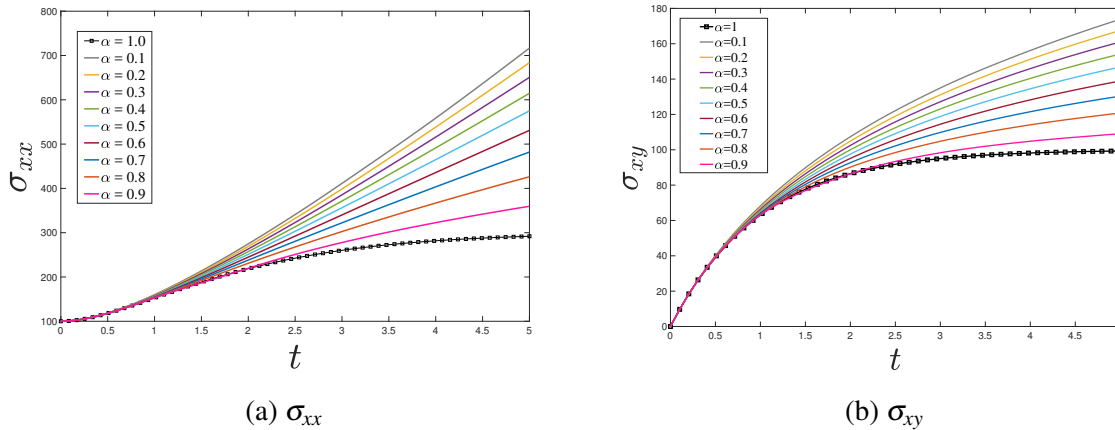 800
700
600
500
400
300
200
100
σxx
α = 1.0
α = 0.1
α = 0.2
α = 0.3
α = 0.4
α = 0.5
α = 0.6
α = 0.7
α = 0.8
α = 0.9
0 0.5 1 1.5 2 2.5 3 3.5 4 4.5 5
t
(a) σxx
180
160
140
120
100
80
60
40
20
0
σxy
α=1
α=0.1
α=0.2
α=0.3
α=0.4
α=0.5
α=0.6
α=0.7
α=0.8
α=0.9
0 0.5 1 1.5 2 2.5 3 3.5 4 4.5
t
(b) σxy